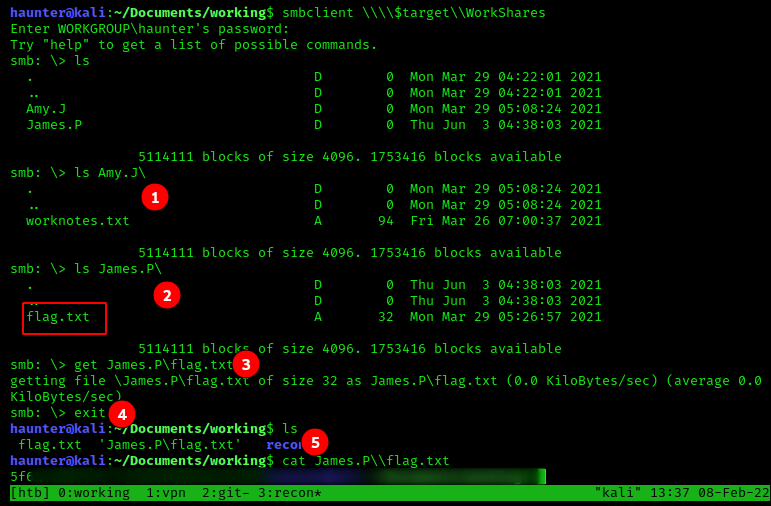 haunter@kali:~/Documents/working$ smbclient \\\\$target\\WorkShares
Enter WORKGROUP\haunter's password:
Try "help" to get a list of possible commands.
smb: \> ls
. D 0 Mon Mar 29 04:22:01 2021
.. D 0 Mon Mar 29 04:22:01 2021
Amy.J D 0 Mon Mar 29 05:08:24 2021
James.P D 0 Thu Jun 3 04:38:03 2021
5114111 blocks of size 4096. 1753416 blocks available
smb: \> ls Amy.J\
1
. D 0 Mon Mar 29 05:08:24 2021
.. D 0 Mon Mar 29 05:08:24 2021
worknotes.txt A 94 Fri Mar 26 07:00:37 2021
5114111 blocks of size 4096. 1753416 blocks available
smb: \> ls James.P\
. D 0 Thu Jun 3 04:38:03 2021
2
.. D 0 Thu Jun 3 04:38:03 2021
flag.txt A 32 Mon Mar 29 05:26:57 2021
5114111 blocks of size 4096. 1753416 blocks available
smb: \> get James.P\flag.txt 3
getting file \James.P\flag.txt of size 32 as James.P\flag.txt (0.0 KiloBytes/sec) (average 0.0
KiloBytes/sec)
smb: \> exit 4
haunter@kali:~/Documents/working$ ls
flag.txt 'James.P\flag.txt' recon 5
haunter@kali:~/Documents/working$ cat James.P\\flag.txt
[htb] 0:working 1:vpn 2:git- 3:recon* "kali" 13:37 08-Feb-22